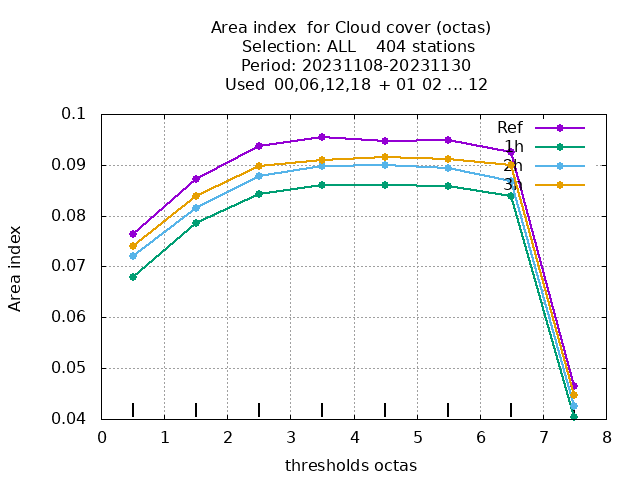 Area index  for Cloud cover (octas)
Selection: ALL    404 stations
Period: 20231108-20231130
Used  00,06,12,18  + 01 02 ... 12
Ref
1h
2h
3h
0.1
0.09
0.08
0.07
0.06
0.05
0.04
Area index
0 1 2 3 4 5 6 7 8
thresholds octas